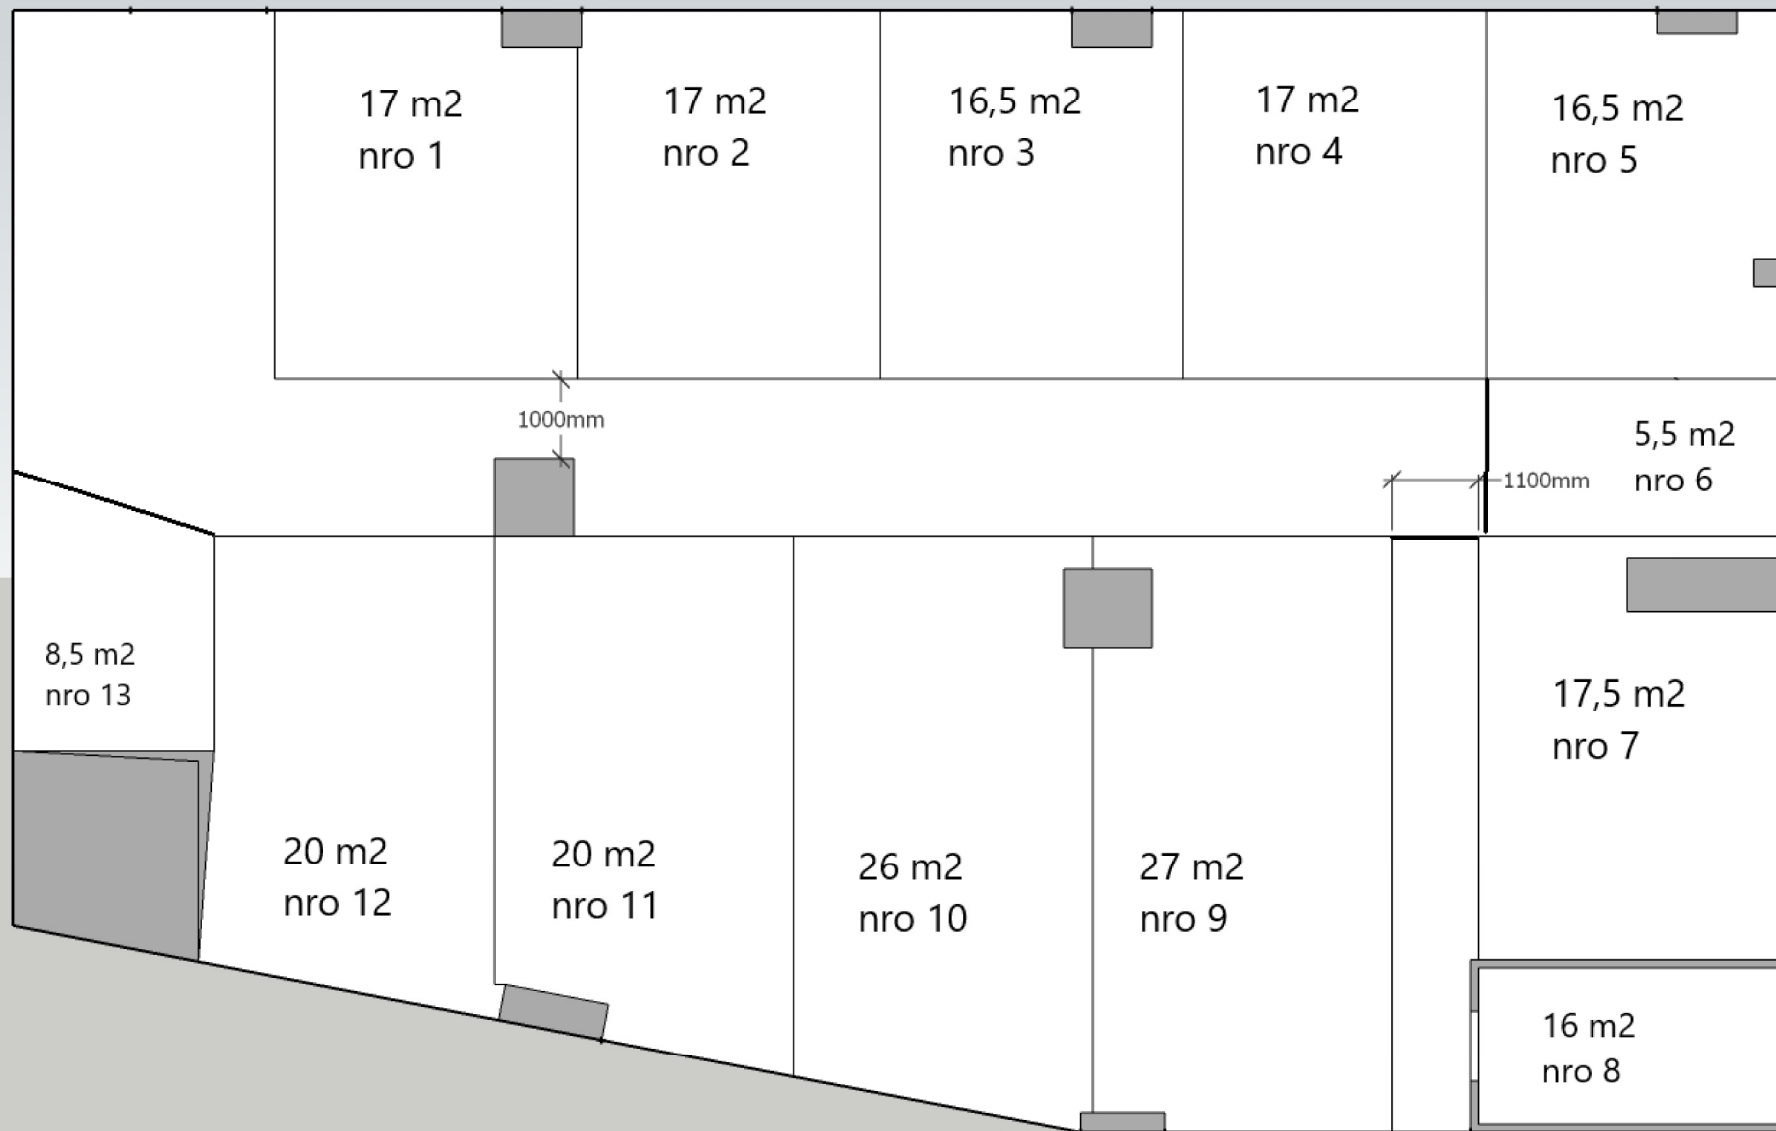 17 m2
nro 1
17 m2
nro 2
16,5 m2
nro 3
17 m2
nro 4
16,5 m2
nro 5
1000mm
5,5 m2
nro 6
1100mm
8,5 m2
nro 13
17,5 m2
nro 7
20 m2
nro 12
20 m2
nro 11
26 m2
nro 10
27 m2
nro 9
16 m2
nro 8